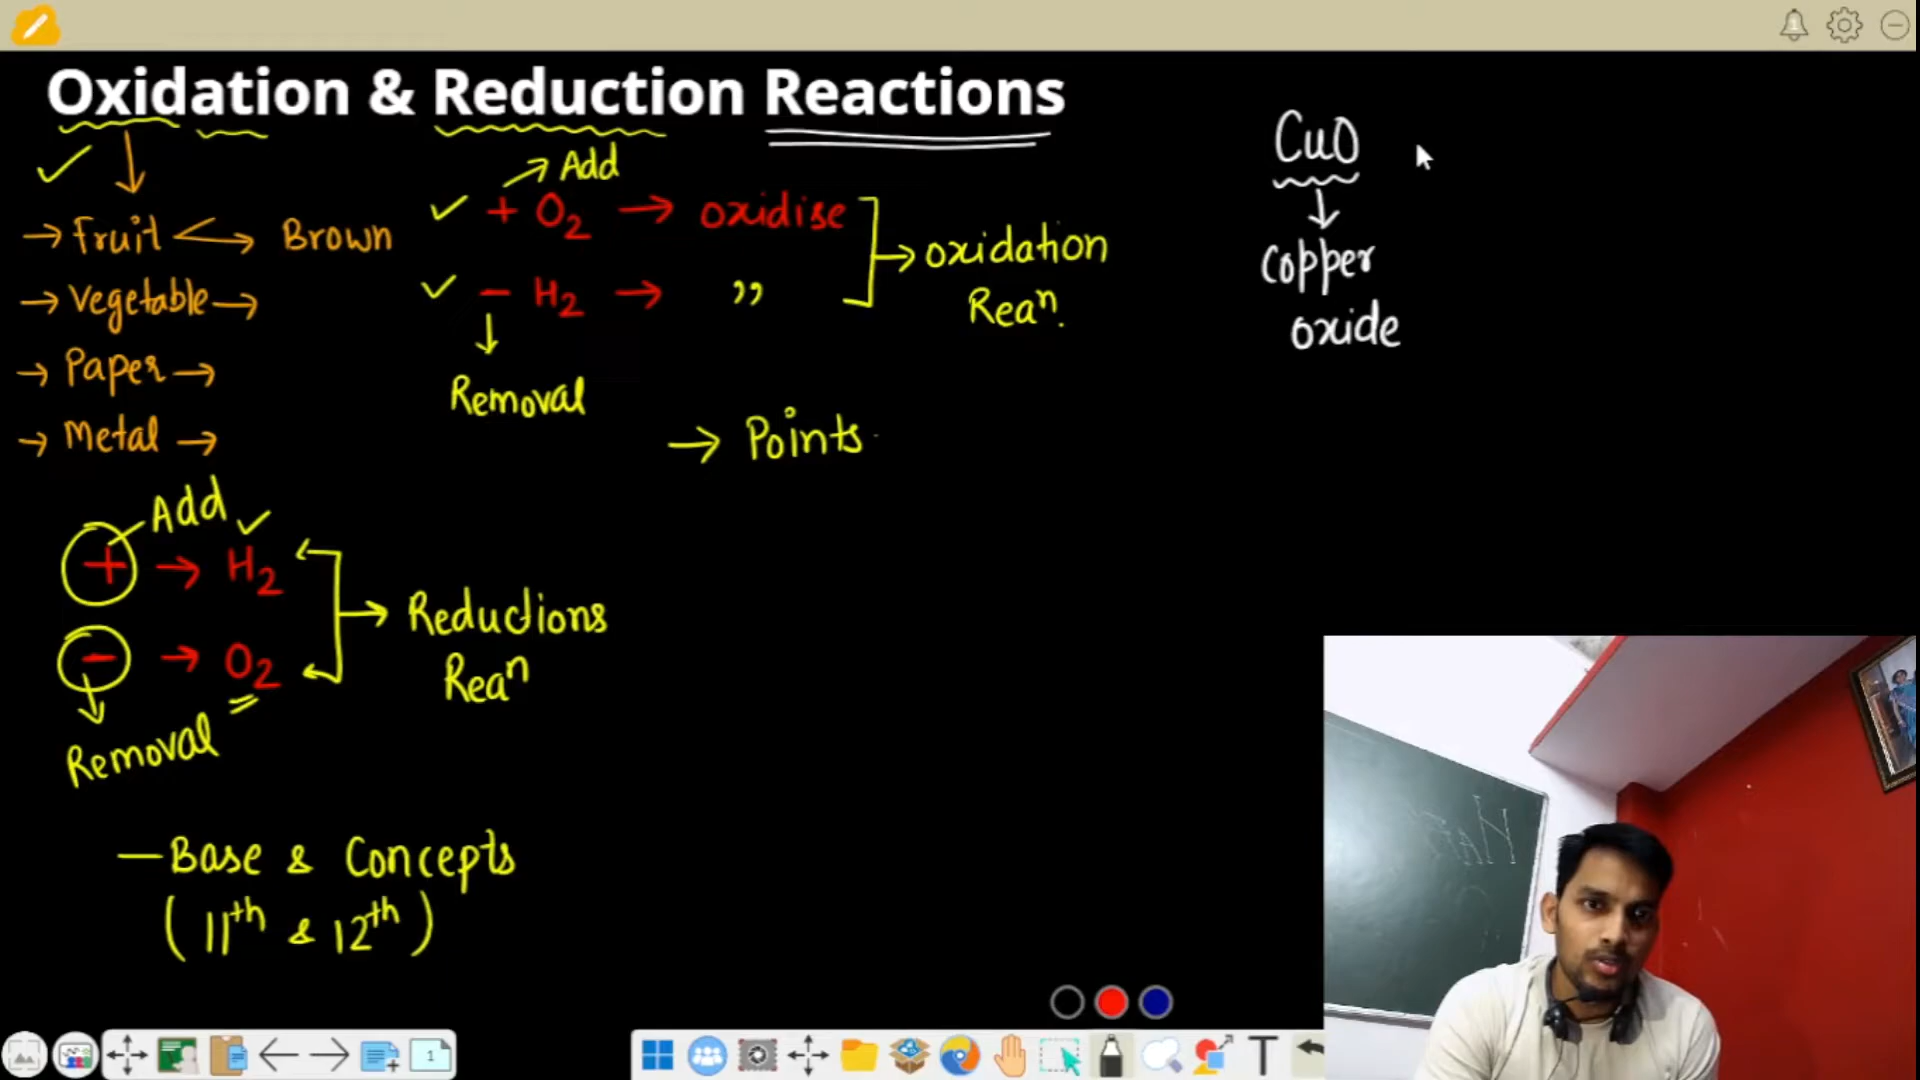 Oxidation & Reduction Reactions
→ Fruit → Brown
→ Vegetable →
→ Paper →
→ Metal →
→ Add
+ O₂ → oxidise
- H₂ → ,,
→ oxidation
Reaⁿ.
↓
Removal
→ Points
CuO
↓
Copper
oxide
Add
+ → H₂
- → O₂
Removal
→ Reductions
Reaⁿ
— Base & Concepts
(11th & 12th)
1
T